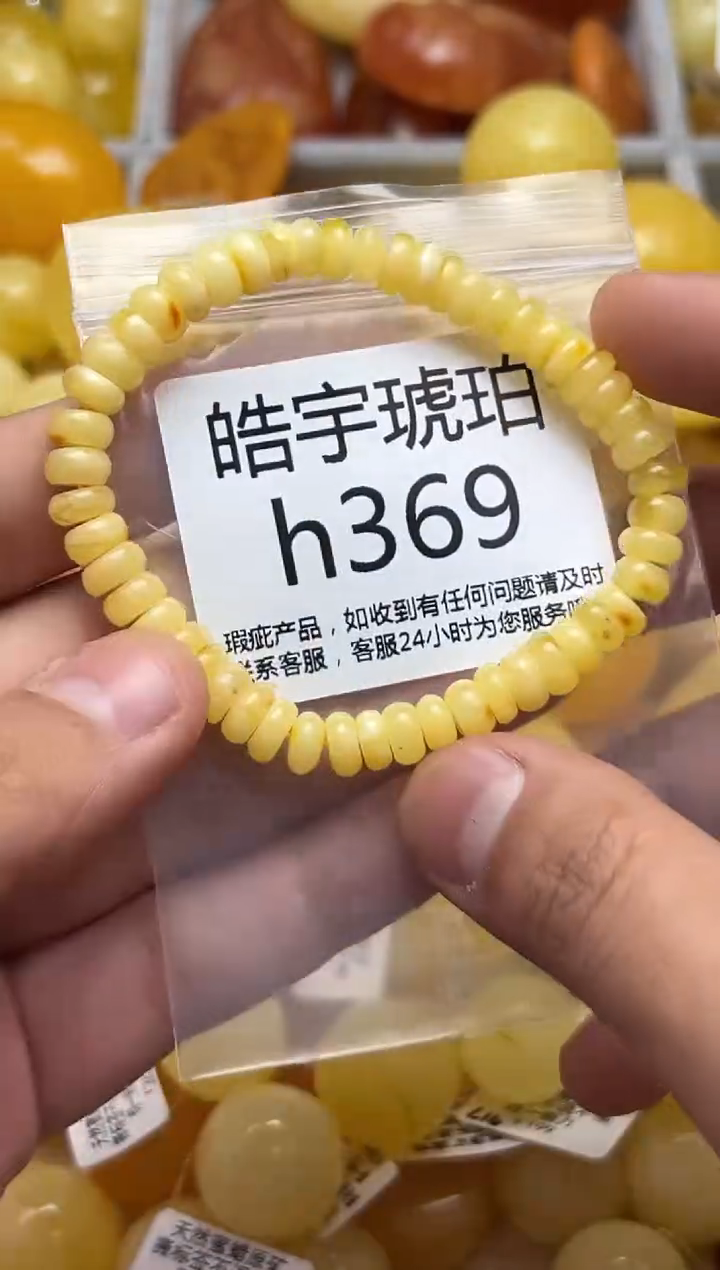 皓宇琥珀
h369
瑕疵产品，如收到有任何问题请及时
系客服，客服24小时为您服务